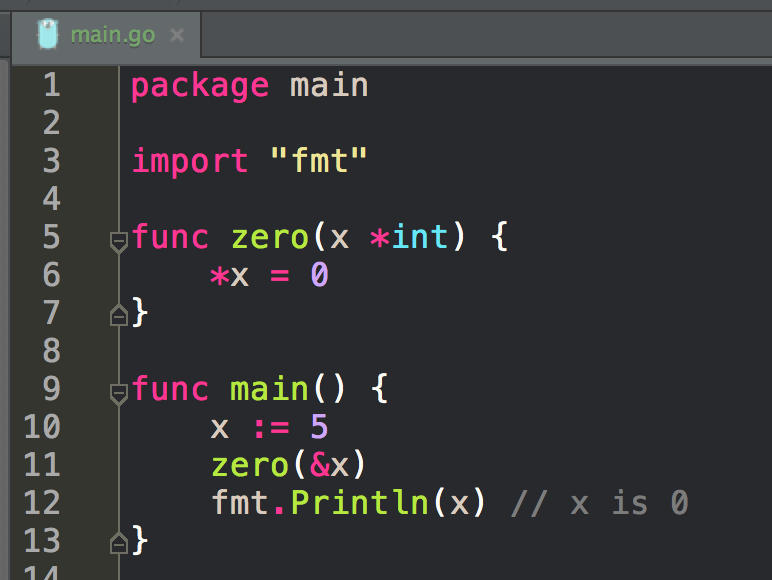 main.go ×
1 package main
2
3 import "fmt"
4
5 func zero(x *int) {
6     *x = 0
7 }
8
9 func main() {
10     x := 5
11     zero(&x)
12     fmt.Println(x) // x is 0
13 }
14